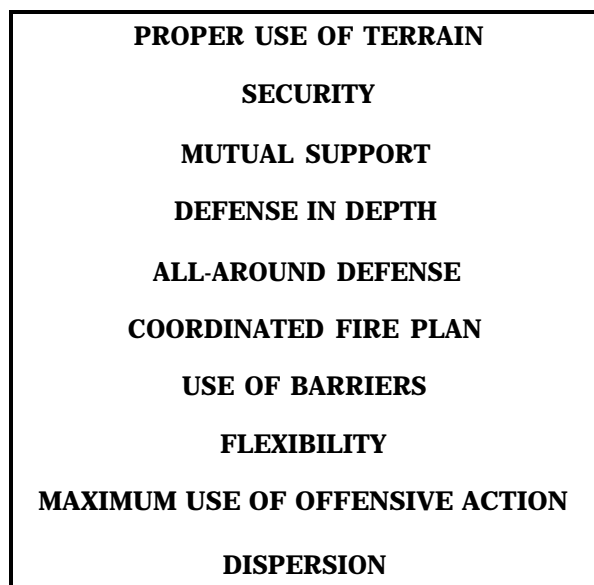 PROPER USE OF TERRAIN
SECURITY
MUTUAL SUPPORT
DEFENSE IN DEPTH
ALL-AROUND DEFENSE
COORDINATED FIRE PLAN
USE OF BARRIERS
FLEXIBILITY
MAXIMUM USE OF OFFENSIVE ACTION
DISPERSION